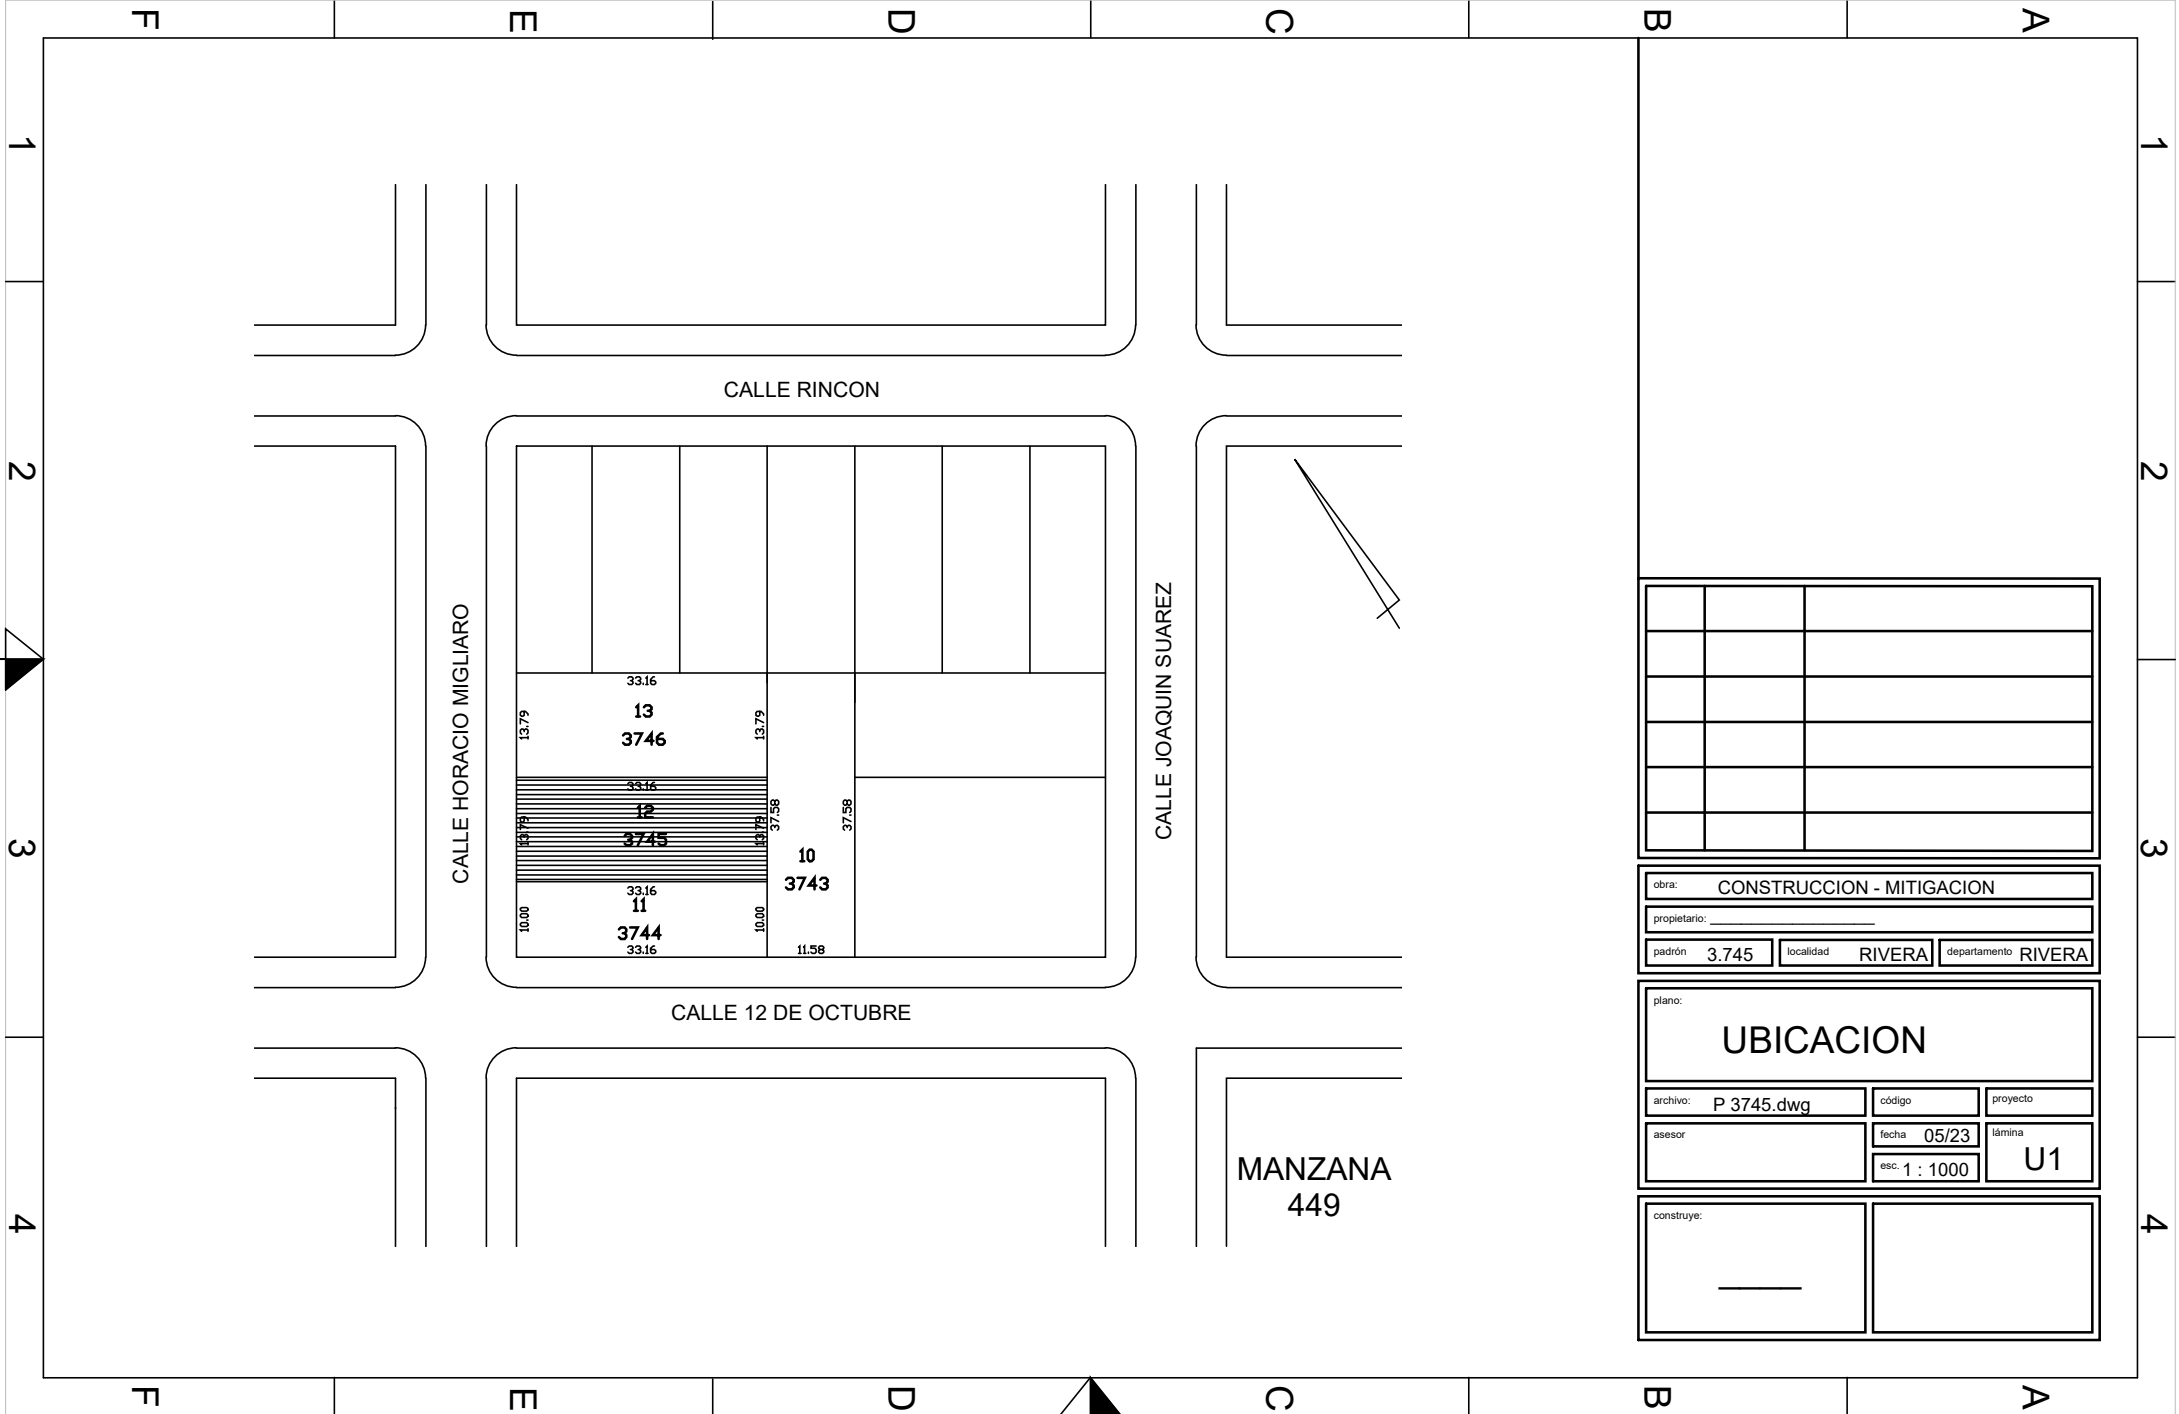 F E D C B A
1 1
CALLE RINCON
2 2
CALLE HORACIO MIGLIARO
CALLE JOAQUIN SUAREZ
33.16
13
13.79 13.79
3746
33.16
12
13.79 13.79
3745
37.58 37.58
10
3743
33.16
11
10.00 10.00
3744
33.16 11.58
3 3
CALLE 12 DE OCTUBRE
MANZANA
449
4 4
obra: CONSTRUCCION - MITIGACION
propietario:
padrón 3.745 localidad RIVERA departamento RIVERA
plano:
UBICACION
archivo: P 3745.dwg código proyecto
asesor fecha 05/23 lámina
esc. 1 : 1000 U1
construye:
F E D C B A